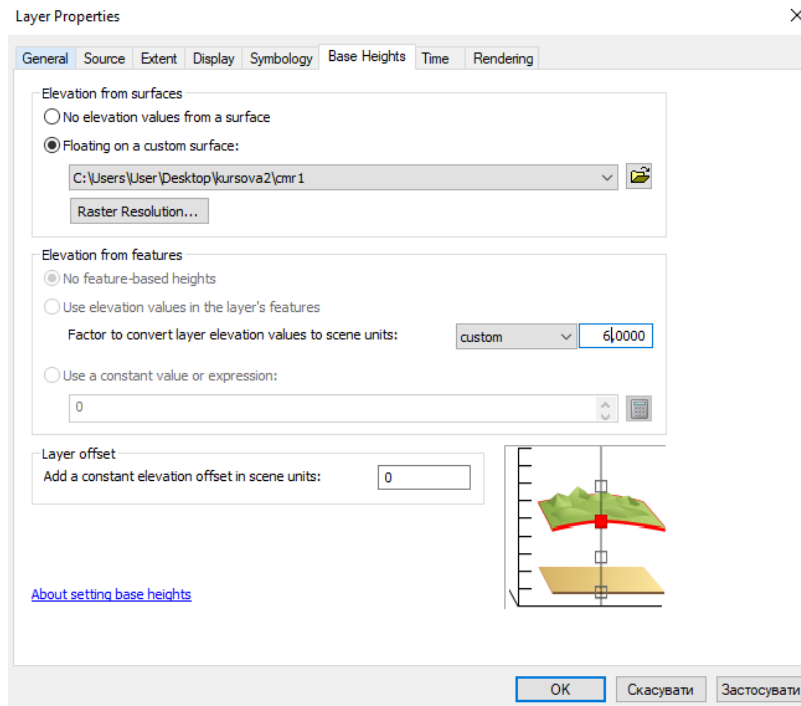 Layer Properties
General Source Extent Display Symbology Base Heights Time Rendering
Elevation from surfaces
No elevation values from a surface
Floating on a custom surface:
C:\Users\User\Desktop\kursova2\cmr1
Raster Resolution...
Elevation from features
No feature-based heights
Use elevation values in the layer's features
Factor to convert layer elevation values to scene units: custom 6.0000
Use a constant value or expression:
0
Layer offset
Add a constant elevation offset in scene units: 0
About setting base heights
OK Скасувати Застосувати